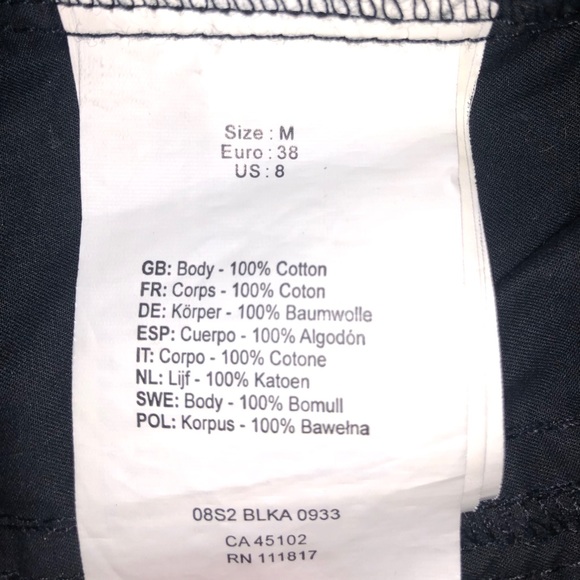 Size : M
Euro : 38
US : 8
GB: Body - 100% Cotton
FR: Corps - 100% Coton
DE: Körper - 100% Baumwolle
ESP: Cuerpo - 100% Algodón
IT: Corpo - 100% Cotone
NL: Lijf - 100% Katoen
SWE: Body - 100% Bomull
POL: Korpus - 100% Bawełna
08S2 BLKA 0933
CA 45102
RN 111817